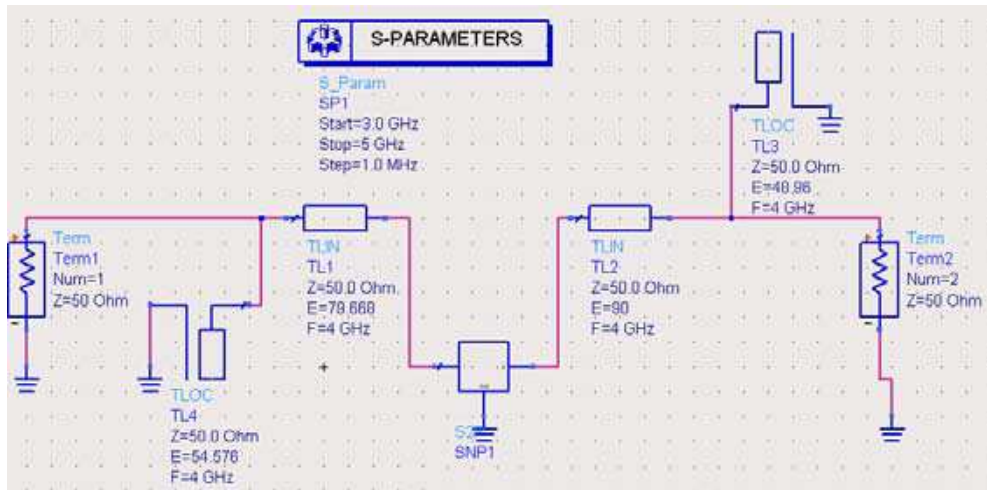 S-PARAMETERS
S_Param
SP1
Start=3.0 GHz
Stop=5 GHz
Step=1.0 MHz
TLOC
TL3
Z=50.0 Ohm
E=48.96
F=4 GHz
Term
Term1
Num=1
Z=50 Ohm
TLIN
TL1
Z=50.0 Ohm
E=79.668
F=4 GHz
TLIN
TL2
Z=50.0 Ohm
E=90
F=4 GHz
Term
Term2
Num=2
Z=50 Ohm
TLOC
TL4
Z=50.0 Ohm
E=54.576
F=4 GHz
SNP1